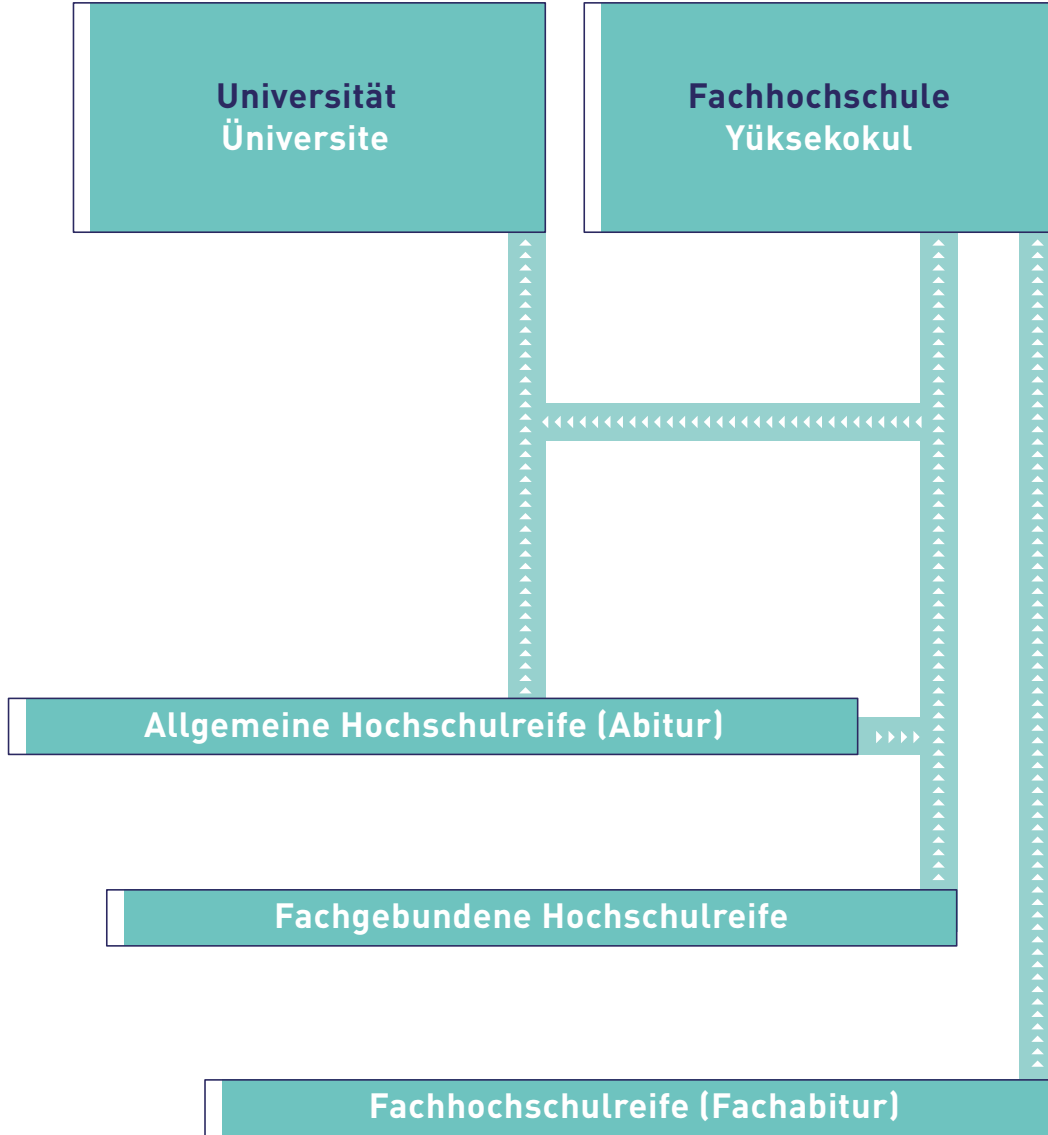 Universität
Üniversite
Fachhochschule
Yüksekokul
Allgemeine Hochschulreife (Abitur)
Fachgebundene Hochschulreife
Fachhochschulreife (Fachabitur)